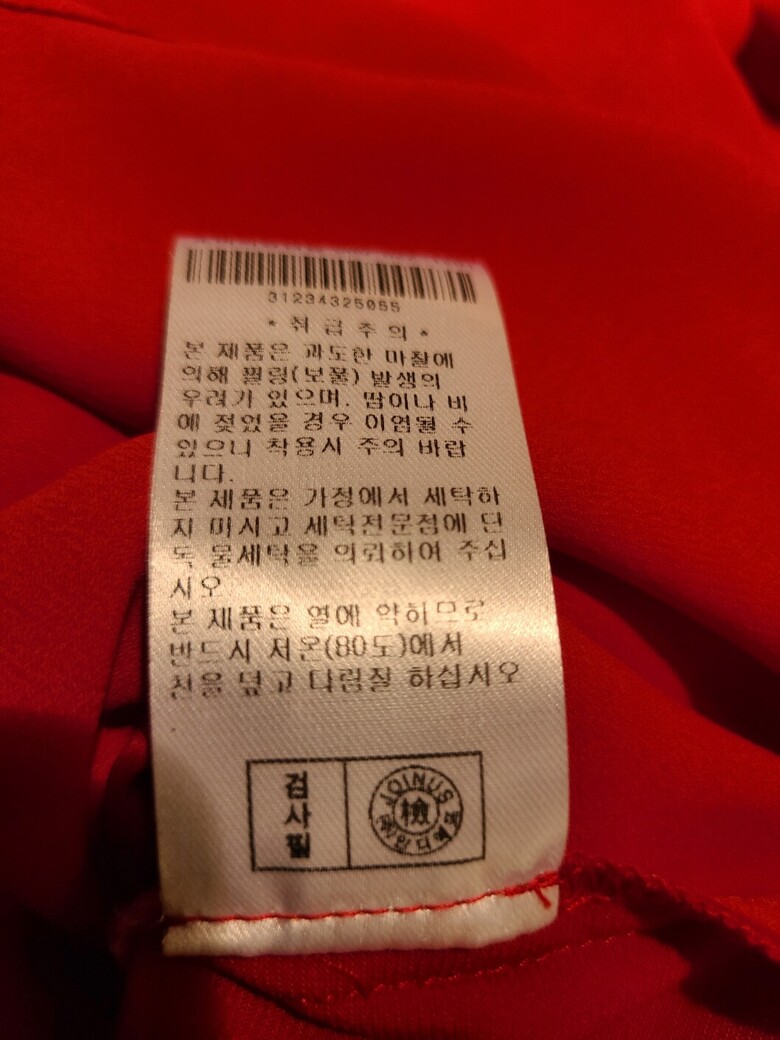 31234325055
* 취 급 주 의 *
본 제품은 과도한 마찰에
의해 필링(보풀) 발생의
우려가 있으며, 땀이나 비
에 젖었을 경우 이염될 수
있으니 착용시 주의 바랍
니다.
본 제품은 가정에서 세탁하
지 마시고 세탁전문점에 단
독 물세탁을 의뢰하여 주십
시오
본 제품은 열에 약하므로
반드시 저온(80도)에서
천을 덮고 다림질 하십시오
검
사
필
JOINUS
檢
㈜인디에프